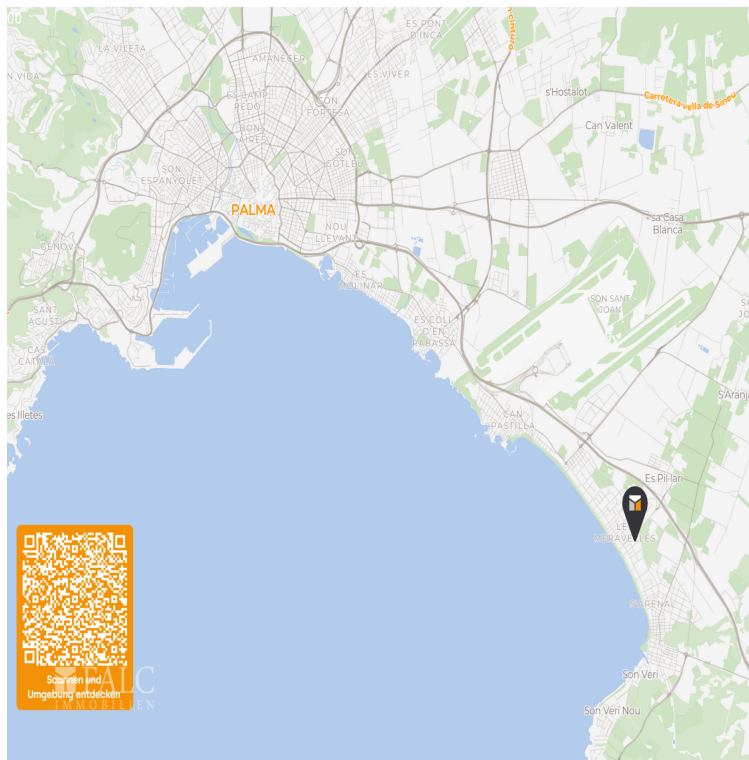 ES PONT
D'INCA
LA VILETA
AMANECER
ES VIVER
N VIDA
s'Hostalot
ES CAMP
REDÓ
SON
FORTESA
Carretera vella de Sineu
BONS
AIRES
Can Valent
SON
GOTLEU
SON
ESPANYOLET
PALMA
sa Casa
Blanca
NOU
LLEVANT
GÈNOVA
ES
MOLINAR
SON SANT
JOAN
SANT
AGUSTÍ
ES COLL
D'EN
RABASSA
CAS
CATALÀ
S'Aranj
es Illetes
CAN
PASTILLA
Es Pil·larí
LES
MERAVELLES
S'ARENAL
Son Verí
Scannen und
Umgebung entdecken
FALC
IMMOBILIEN
Son Verí Nou